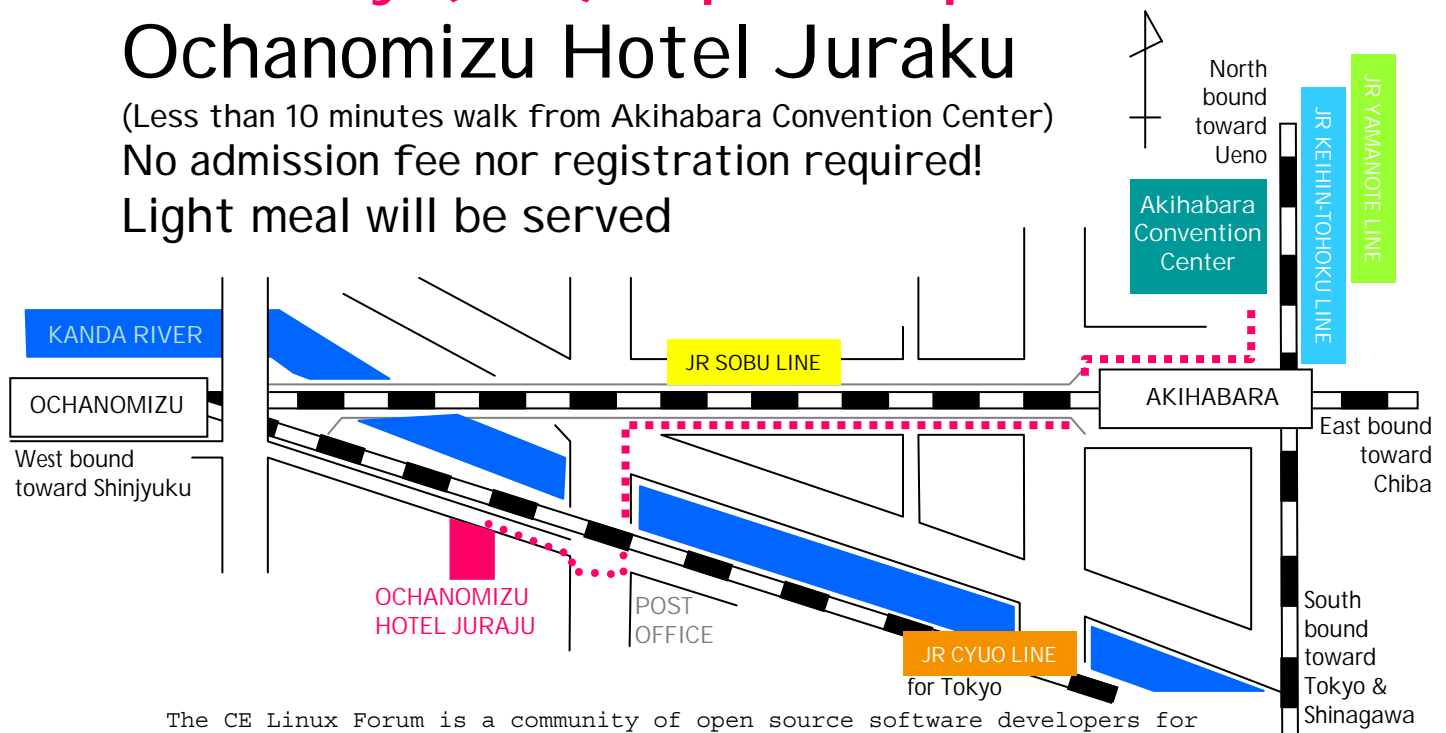 Ochanomizu Hotel Juraku
(Less than 10 minutes walk from Akihabara Convention Center)
No admission fee nor registration required!
Light meal will be served
North
bound
toward
Ueno
JR KEIHIN-TOHOKU LINE
JR YAMANOTE LINE
Akihabara
Convention
Center
KANDA RIVER
JR SOBU LINE
OCHANOMIZU
AKIHABARA
West bound
toward Shinjyuku
East bound
toward
Chiba
OCHANOMIZU
HOTEL JURAJU
POST
OFFICE
JR CYUO LINE
for Tokyo
South
bound
toward
Tokyo &
Shinagawa
The CE Linux Forum is a community of open source software developers for